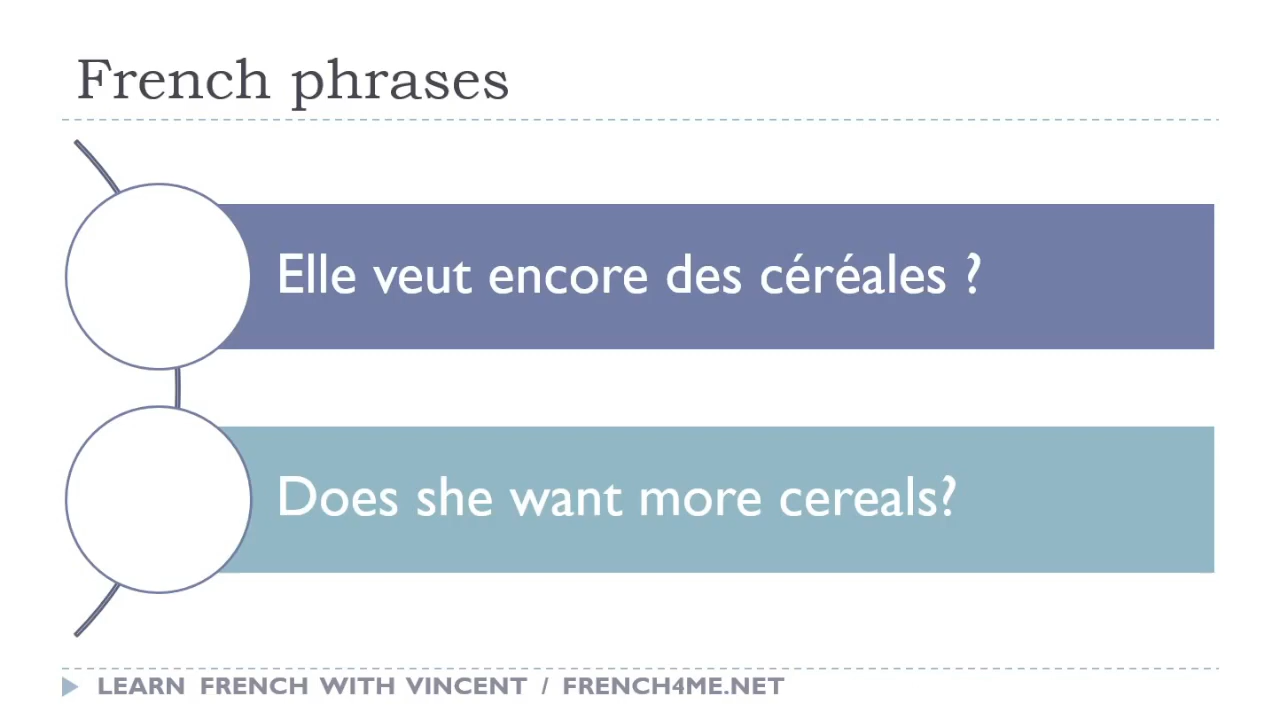 French phrases
Elle veut encore des céréales ?
Does she want more cereals?
LEARN FRENCH WITH VINCENT / FRENCH4ME.NET